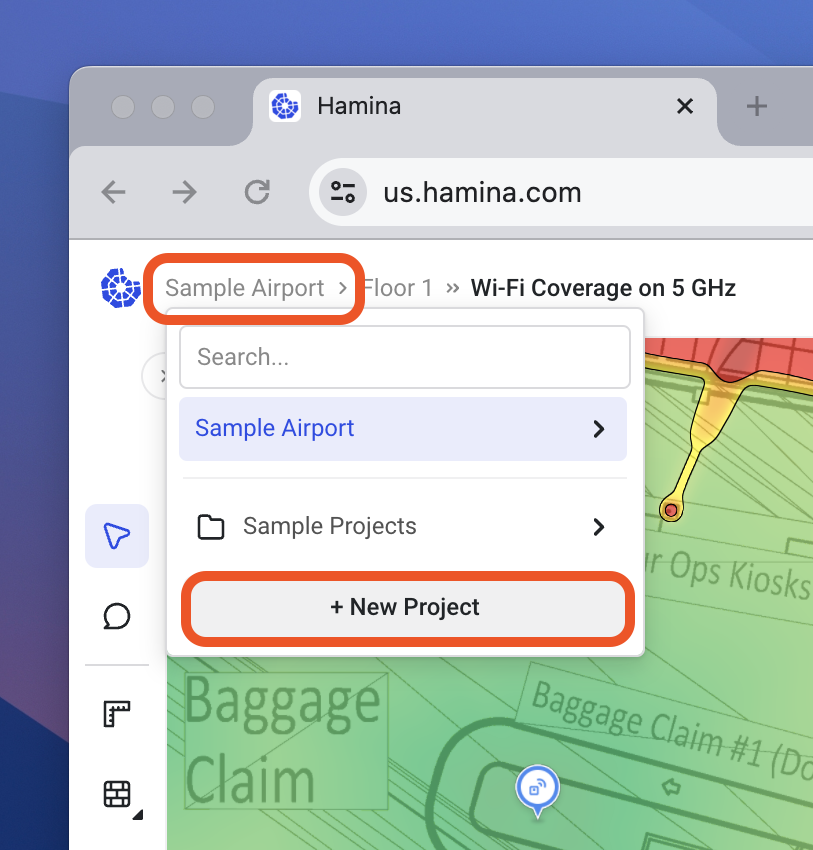 Hamina
us.hamina.com
Sample Airport › Floor 1 » Wi-Fi Coverage on 5 GHz
Search...
Sample Airport
Sample Projects
+ New Project
Ops Kiosks
Baggage
Claim
Baggage Claim #1 (Do